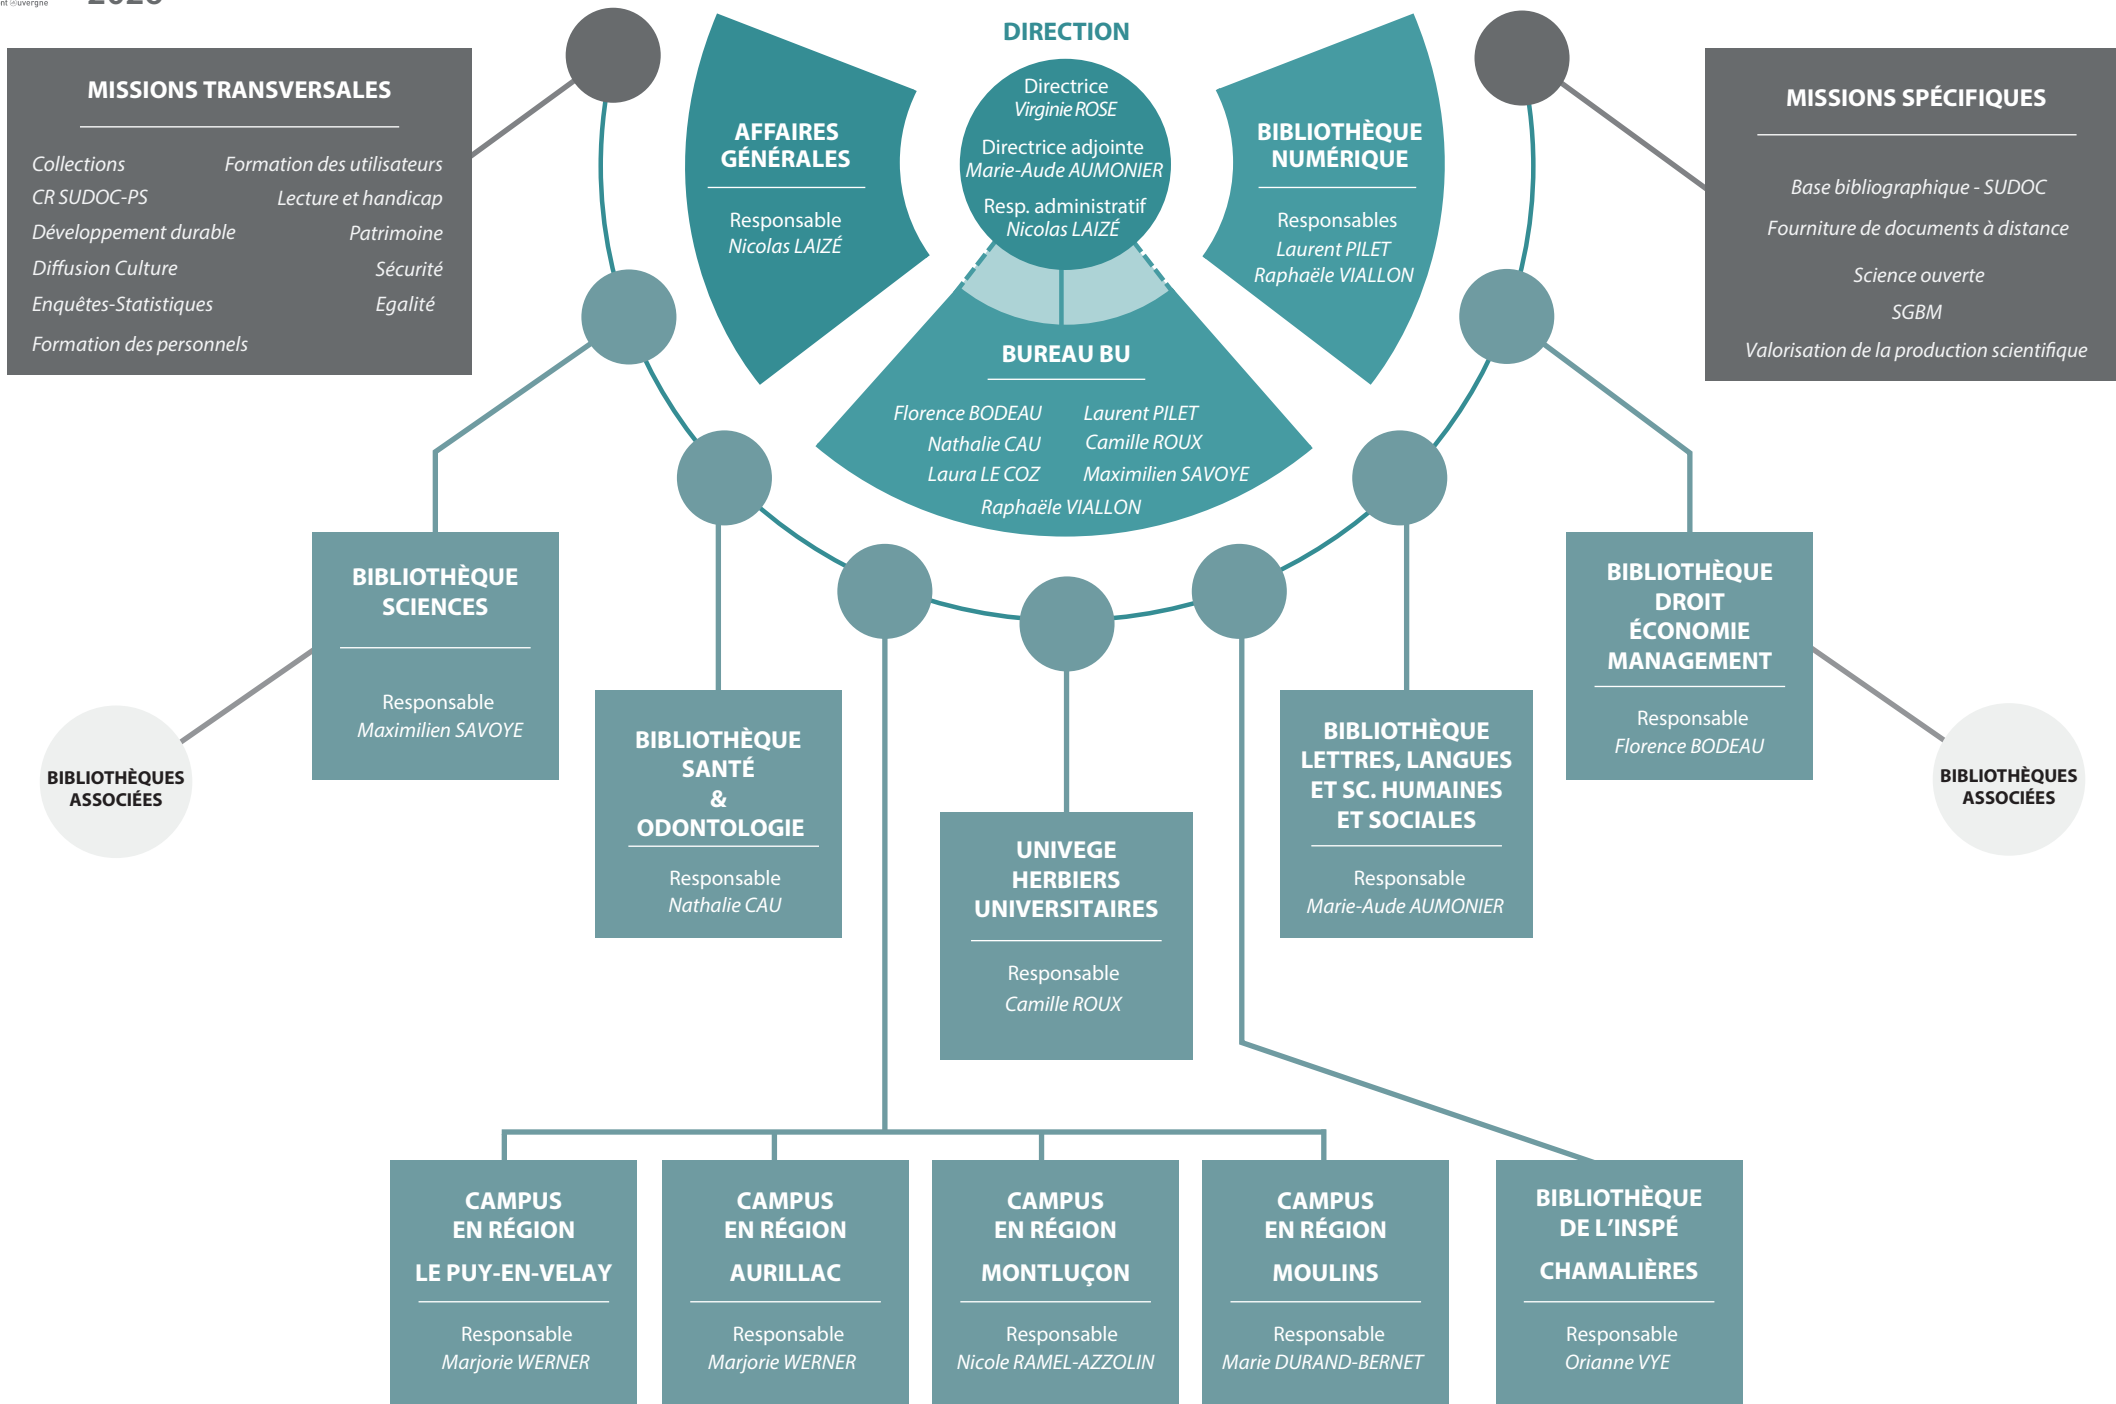 DIRECTION
Directrice
Virginie ROSE
Directrice adjointe
Marie-Aude AUMONIER
Resp. administratif
Nicolas LAIZÉ
MISSIONS TRANSVERSALES
Collections
CR SUDOC-PS
Développement durable
Diffusion Culture
Enquêtes-Statistiques
Formation des personnels
Formation des utilisateurs
Lecture et handicap
Patrimoine
Sécurité
Egalité
AFFAIRES
GÉNÉRALES
Responsable
Nicolas LAIZÉ
BIBLIOTHÈQUE
NUMÉRIQUE
Responsables
Laurent PILET
Raphaële VIALLON
MISSIONS SPÉCIFIQUES
Base bibliographique - SUDOC
Fourniture de documents à distance
Science ouverte
SGBM
Valorisation de la production scientifique
BUREAU BU
Florence BODEAU
Laurent PILET
Nathalie CAU
Camille ROUX
Laura LE COZ
Maximilien SAVOYE
Raphaële VIALLON
BIBLIOTHÈQUE
SCIENCES
Responsable
Maximilien SAVOYE
BIBLIOTHÈQUES
ASSOCIÉES
BIBLIOTHÈQUE
SANTÉ
&
ODONTOLOGIE
Responsable
Nathalie CAU
UNIVEGE
HERBIERS
UNIVERSITAIRES
Responsable
Camille ROUX
BIBLIOTHÈQUE
LETTRES, LANGUES
ET SC. HUMAINES
ET SOCIALES
Responsable
Marie-Aude AUMONIER
BIBLIOTHÈQUE
DROIT
ÉCONOMIE
MANAGEMENT
Responsable
Florence BODEAU
BIBLIOTHÈQUES
ASSOCIÉES
CAMPUS
EN RÉGION
LE PUY-EN-VELAY
Responsable
Marjorie WERNER
CAMPUS
EN RÉGION
AURILLAC
Responsable
Marjorie WERNER
CAMPUS
EN RÉGION
MONTLUÇON
Responsable
Nicole RAMEL-AZZOLIN
CAMPUS
EN RÉGION
MOULINS
Responsable
Marie DURAND-BERNET
BIBLIOTHÈQUE
DE L'INSPÉ
CHAMALIÈRES
Responsable
Orianne VYE